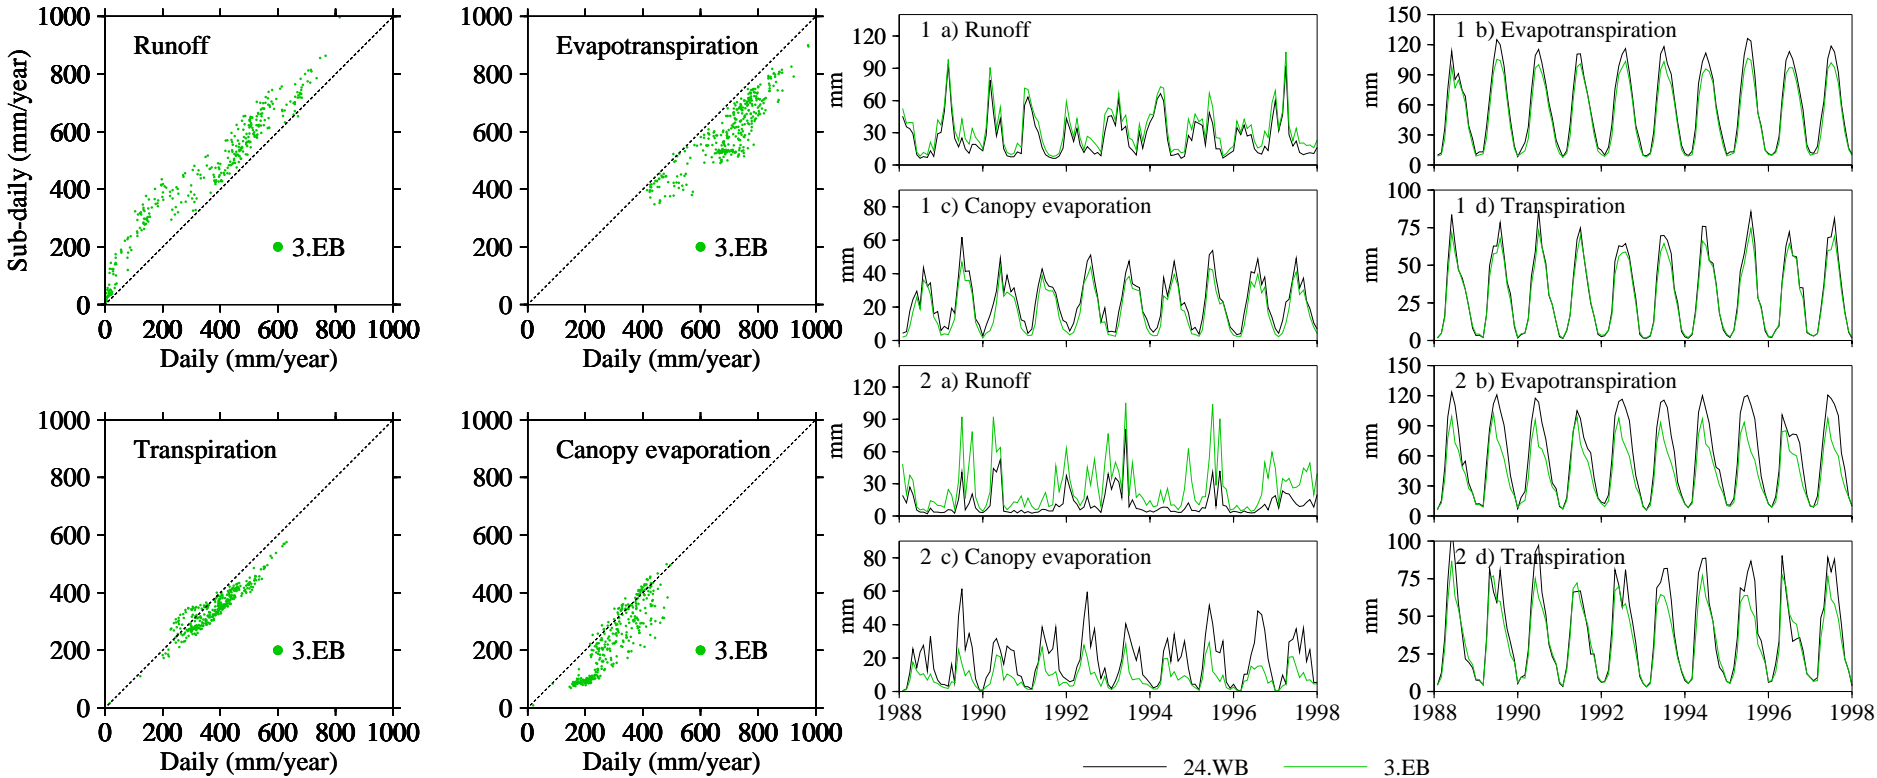 Runoff
1000
800
600
400
200
0
0 200 400 600 800 1000
Sub-daily (mm/year)
Daily (mm/year)
3.EB
Evapotranspiration
1000
800
600
400
200
0
0 200 400 600 800 1000
Daily (mm/year)
3.EB
Transpiration
1000
800
600
400
200
0
0 200 400 600 800 1000
Daily (mm/year)
3.EB
Canopy evaporation
1000
800
600
400
200
0
0 200 400 600 800 1000
Daily (mm/year)
3.EB
1 a) Runoff
120
90
60
30
0
mm
1 b) Evapotranspiration
150
120
90
60
30
0
mm
1 c) Canopy evaporation
80
60
40
20
0
mm
1 d) Transpiration
100
75
50
25
0
mm
2 a) Runoff
120
90
60
30
0
mm
2 b) Evapotranspiration
150
120
90
60
30
0
mm
2 c) Canopy evaporation
80
60
40
20
0
mm
1988 1990 1992 1994 1996 1998
2 d) Transpiration
100
75
50
25
0
mm
1988 1990 1992 1994 1996 1998
24.WB 3.EB